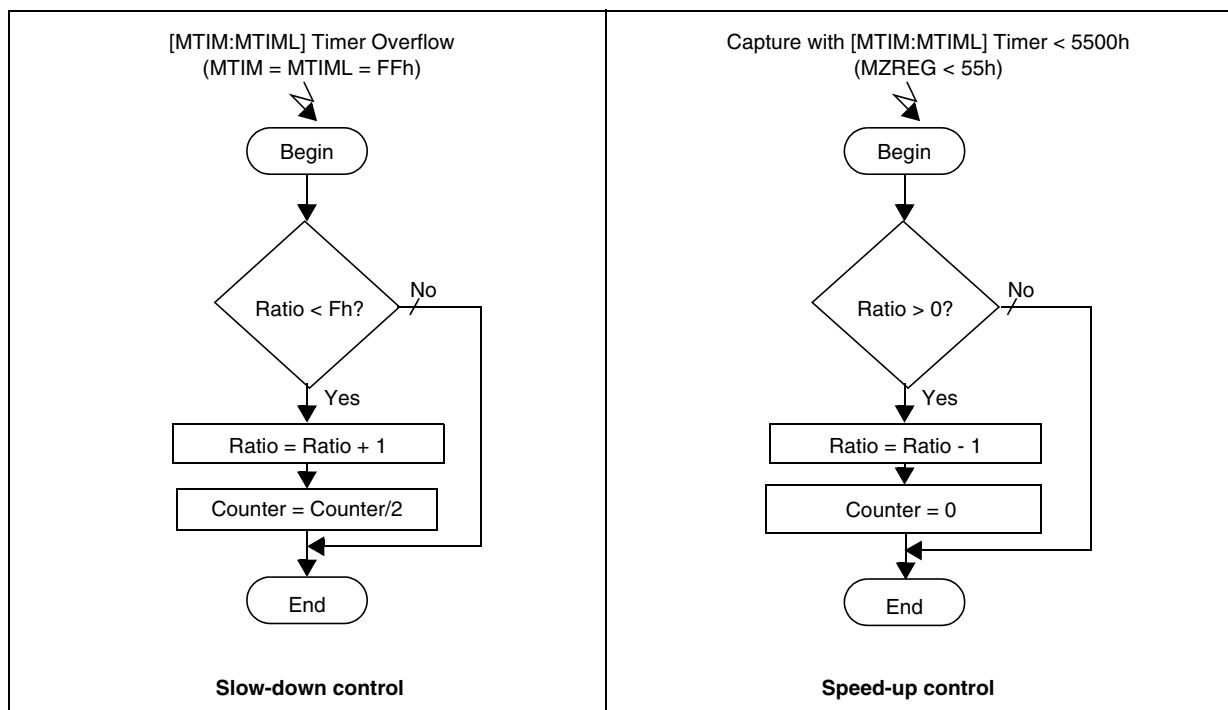 [MTIM:MTIML] Timer Overflow
(MTIM = MTIML = FFh)
Begin
Ratio < Fh?
No
Yes
Ratio = Ratio + 1
Counter = Counter/2
End
Slow-down control
Capture with [MTIM:MTIML] Timer < 5500h
(MZREG < 55h)
Begin
Ratio > 0?
No
Yes
Ratio = Ratio - 1
Counter = 0
End
Speed-up control